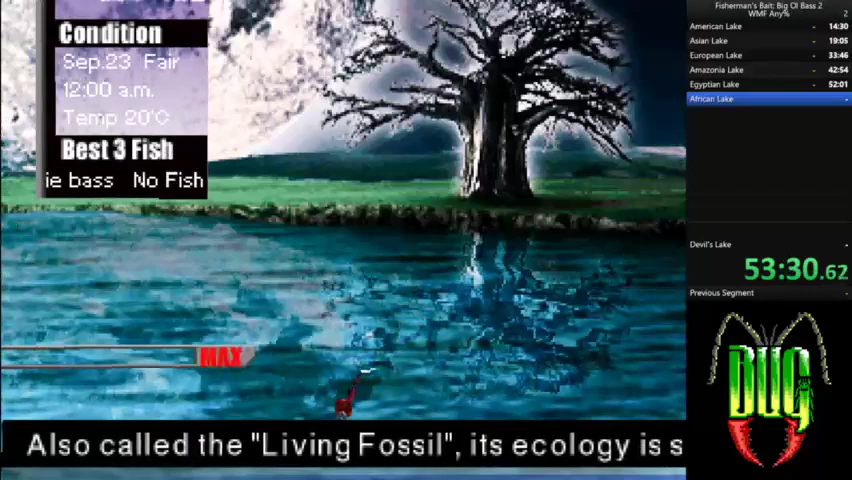 Condition
Sep.23 Fair
12:00 a.m.
Temp 20°C
Best 3 Fish
ie bass No Fish
MAX
Also called the "Living Fossil", its ecology is s
Fisherman's Bait: Big Ol Bass 2
WMF Any% 2
American Lake - 14:30
Asian Lake - 19:05
European Lake - 33:46
Amazonia Lake - 42:54
Egyptian Lake - 52:01
African Lake -
Devil's Lake -
53:30.62
Previous Segment -
DUG